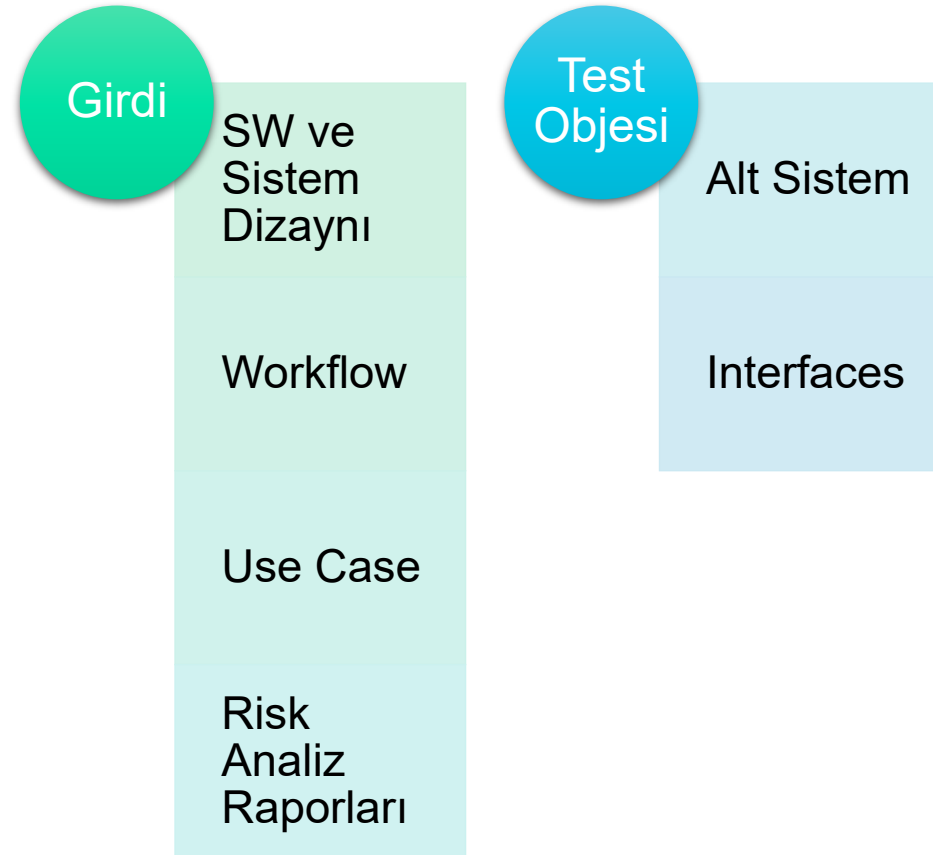 Girdi
SW ve
Sistem
Dizaynı
Workflow
Use Case
Risk
Analiz
Raporları
Test
Objesi
Alt Sistem
Interfaces